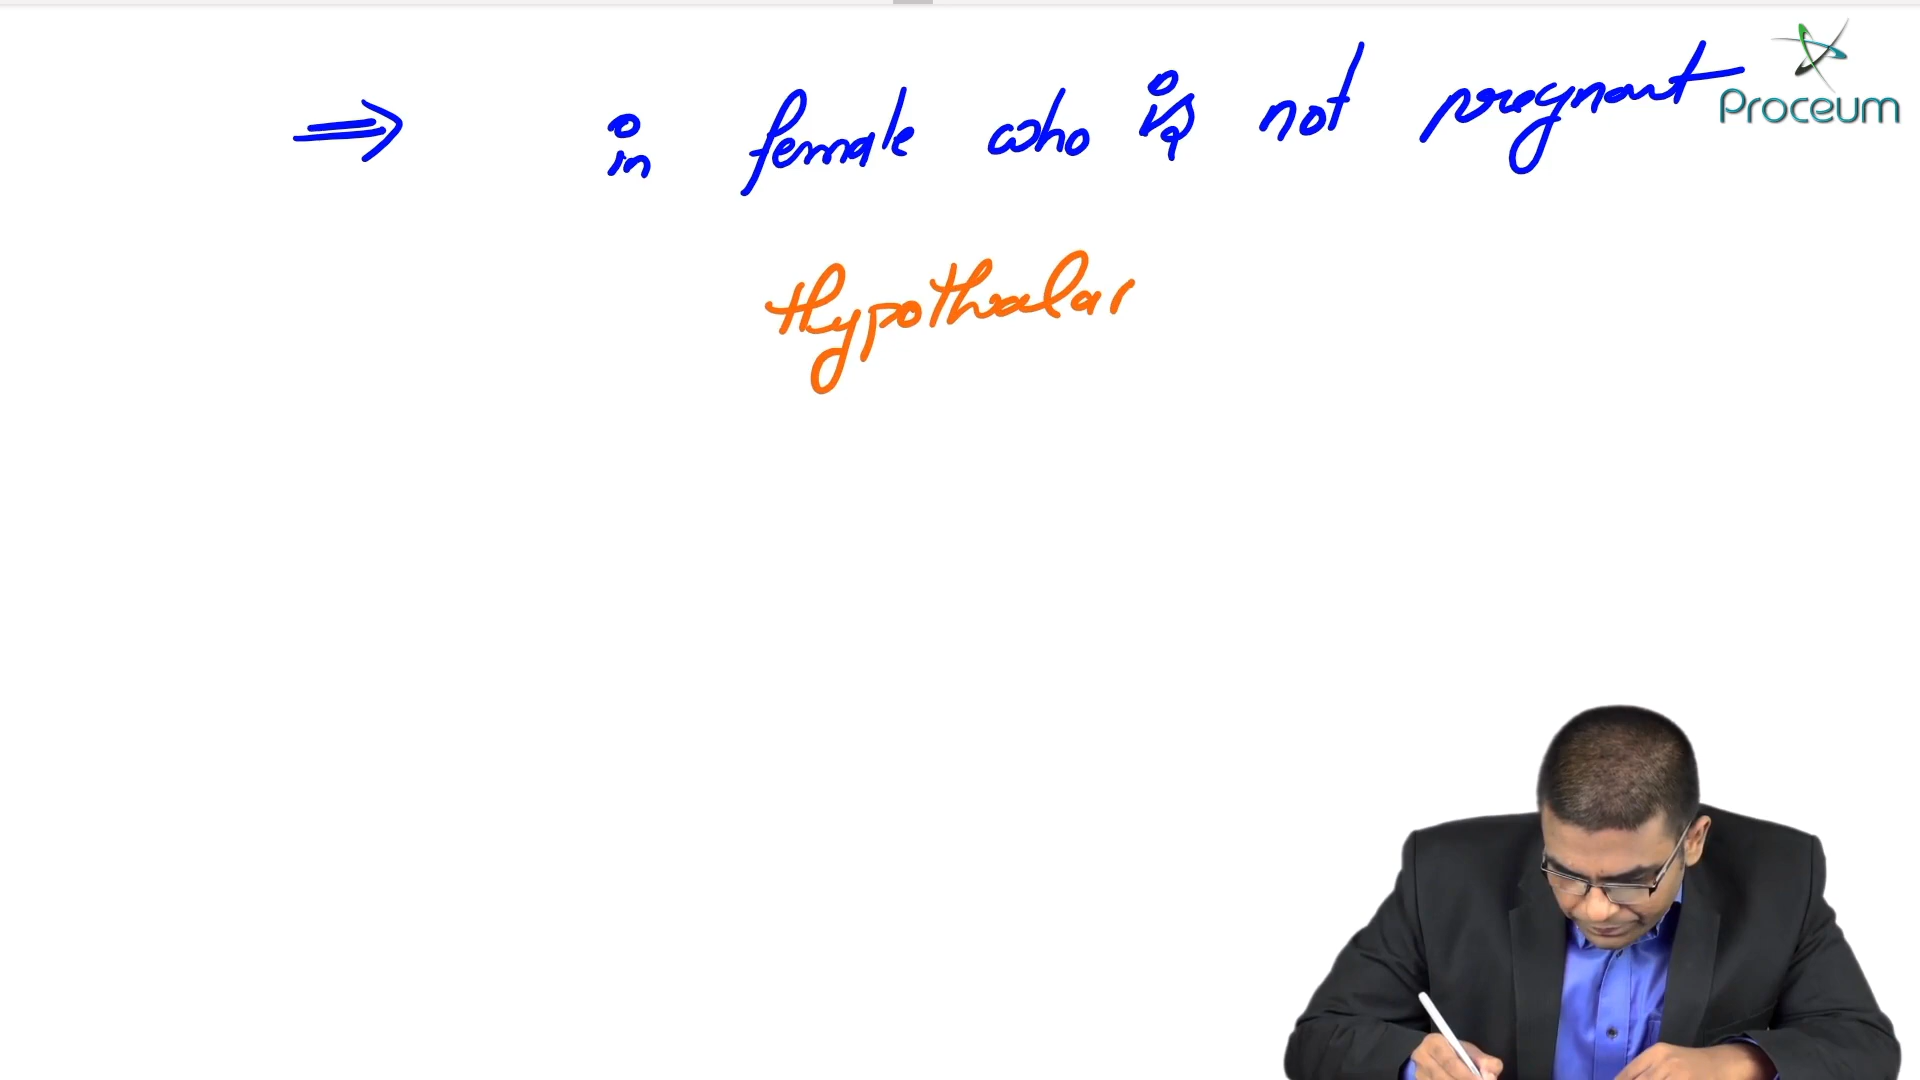 ⇒ in female who is not pregnant
Proceum
Hypothalar